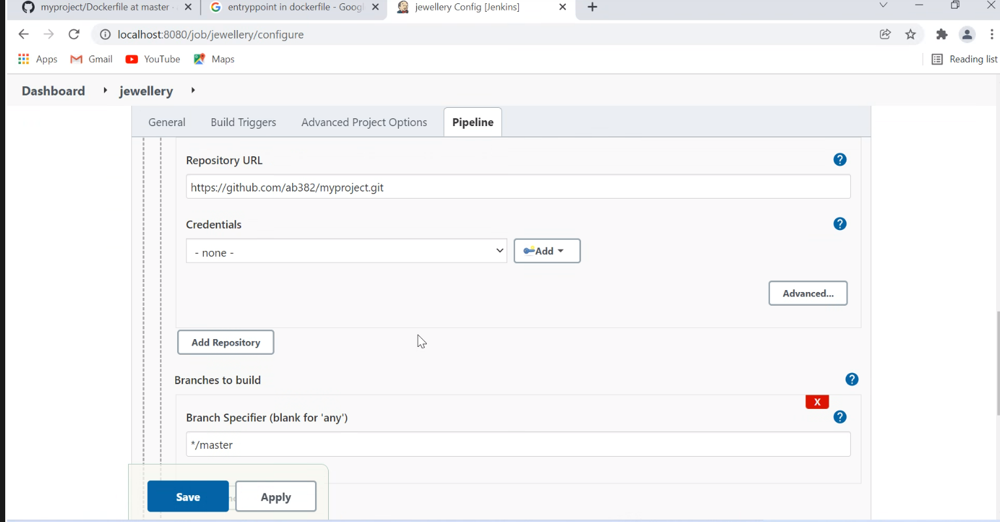 myproject/Dockerfile at master
entryppoint in dockerfile - Goog
jewellery Config [Jenkins]
localhost:8080/job/jewellery/configure
Apps
Gmail
YouTube
Maps
Reading list
Dashboard
jewellery
General
Build Triggers
Advanced Project Options
Pipeline
Repository URL
?
https://github.com/ab382/myproject.git
Credentials
?
- none -
Add
Advanced...
Add Repository
Branches to build
?
X
Branch Specifier (blank for 'any')
?
*/master
Save
Apply